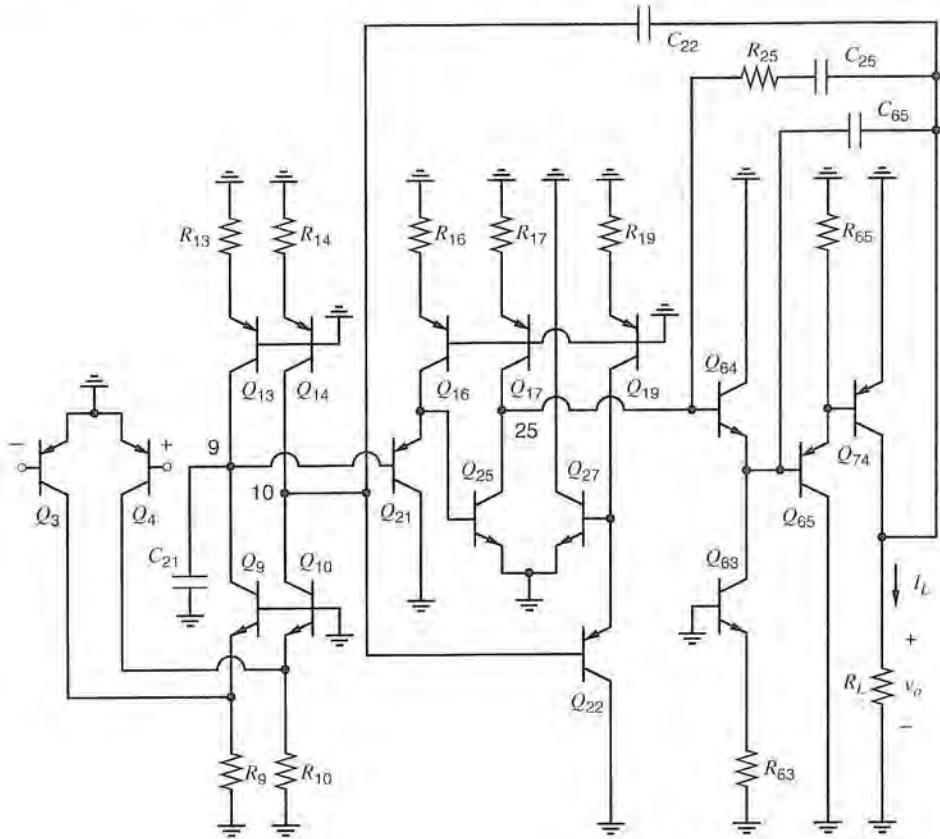 C22
R25
C25
C65
R13
R14
R16
R17
R19
R65
Q13
Q14
Q16
Q17
Q19
Q64
Q74
−
+
9
25
10
Q3
Q4
Q21
Q25
Q27
Q65
C21
Q9
Q10
Q63
IL
+
Q22
RL
vo
−
R9
R10
R63